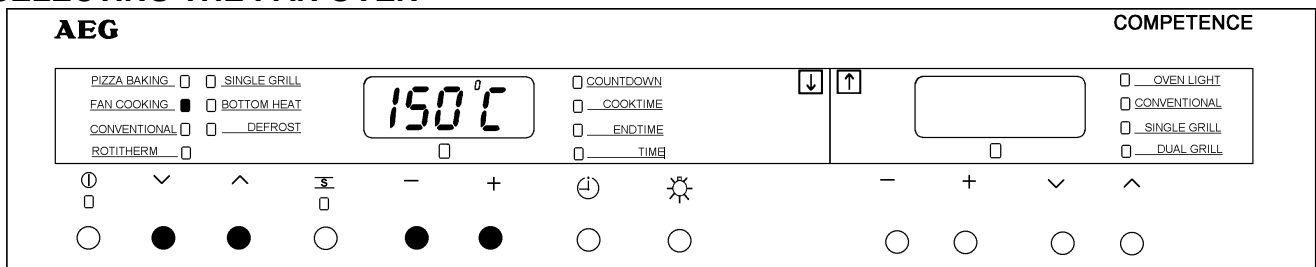 SELECTING THE FAN OVEN
AEG
COMPETENCE
PIZZA BAKING
FAN COOKING
CONVENTIONAL
ROTITHERM
SINGLE GRILL
BOTTOM HEAT
DEFROST
150°C
COUNTDOWN
COOKTIME
ENDTIME
TIME
↓ ↑
OVEN LIGHT
CONVENTIONAL
SINGLE GRILL
DUAL GRILL
S
− +
− +